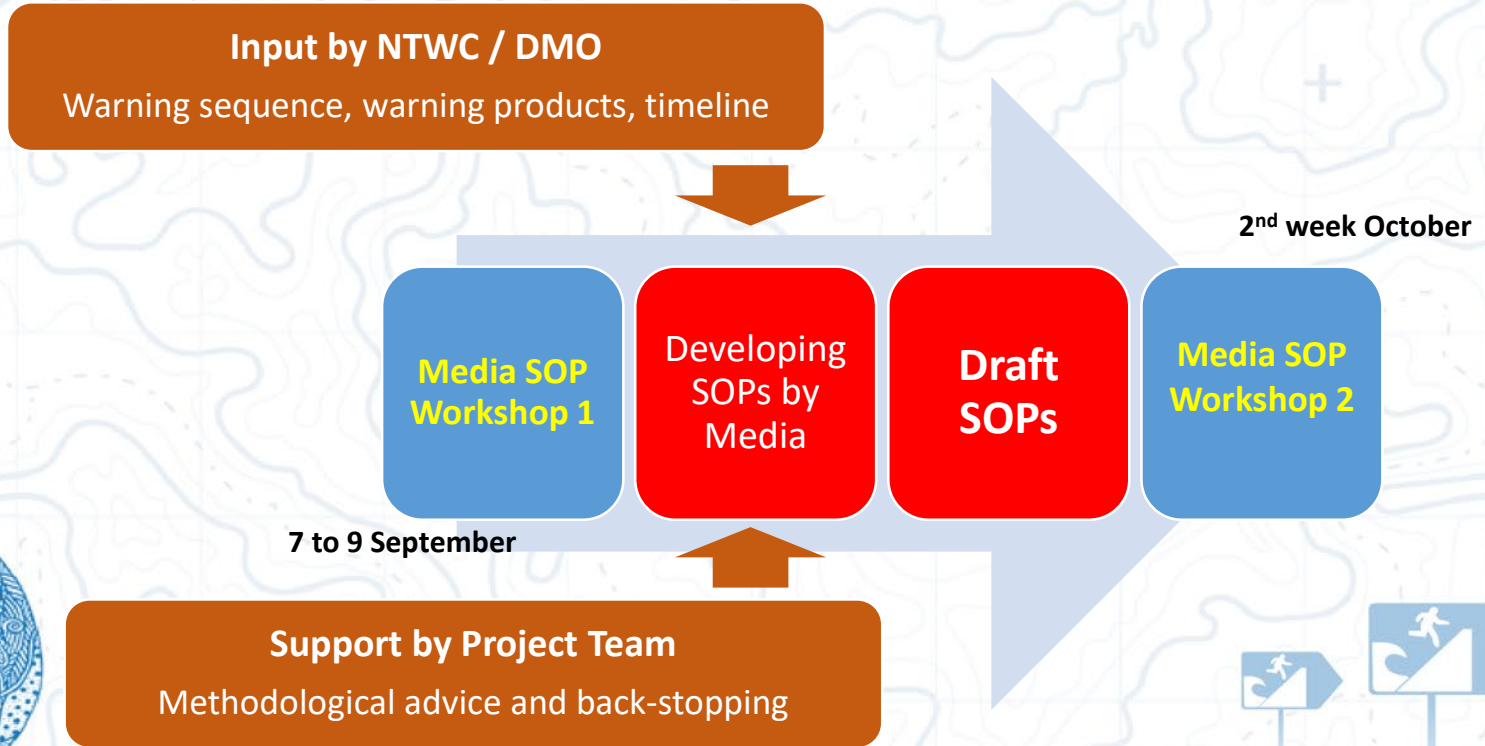 Input by NTWC / DMO
Warning sequence, warning products, timeline
2nd week October
Media SOP
Workshop 1
Developing
SOPs by
Media
Draft
SOPs
Media SOP
Workshop 2
7 to 9 September
Support by Project Team
Methodological advice and back-stopping